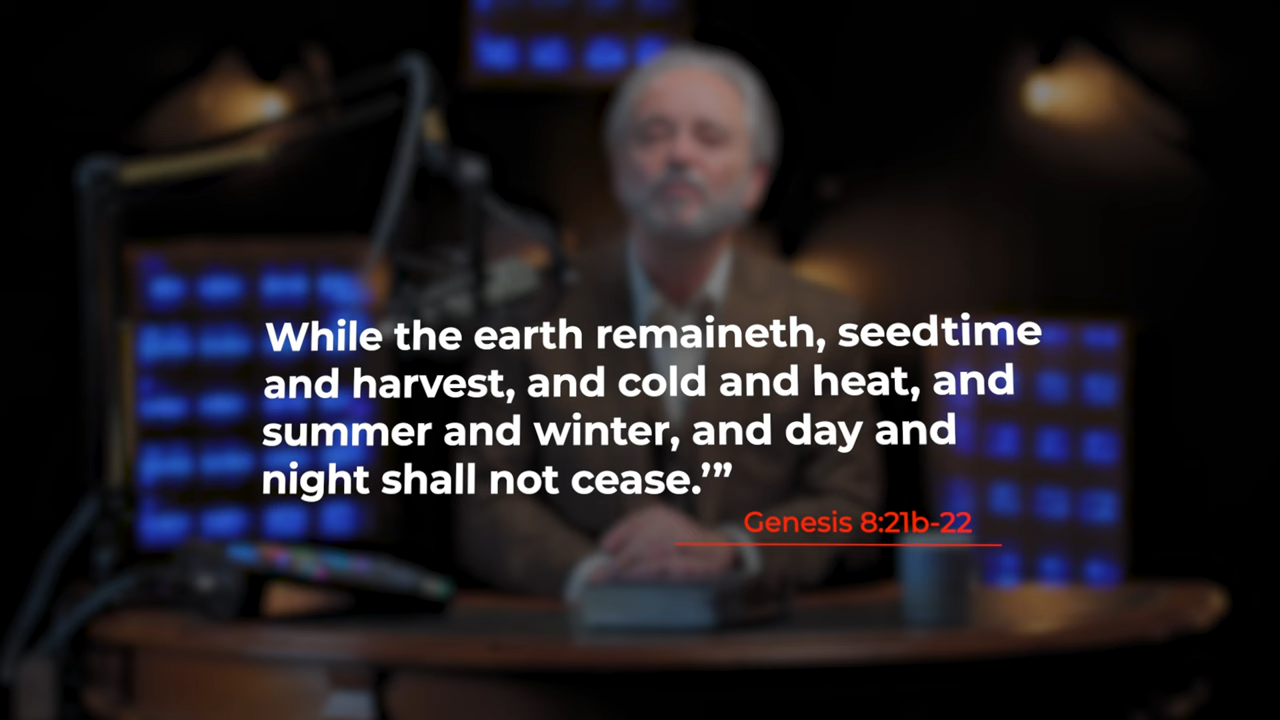 While the earth remaineth, seedtime
and harvest, and cold and heat, and
summer and winter, and day and
night shall not cease.’”
Genesis 8:21b-22